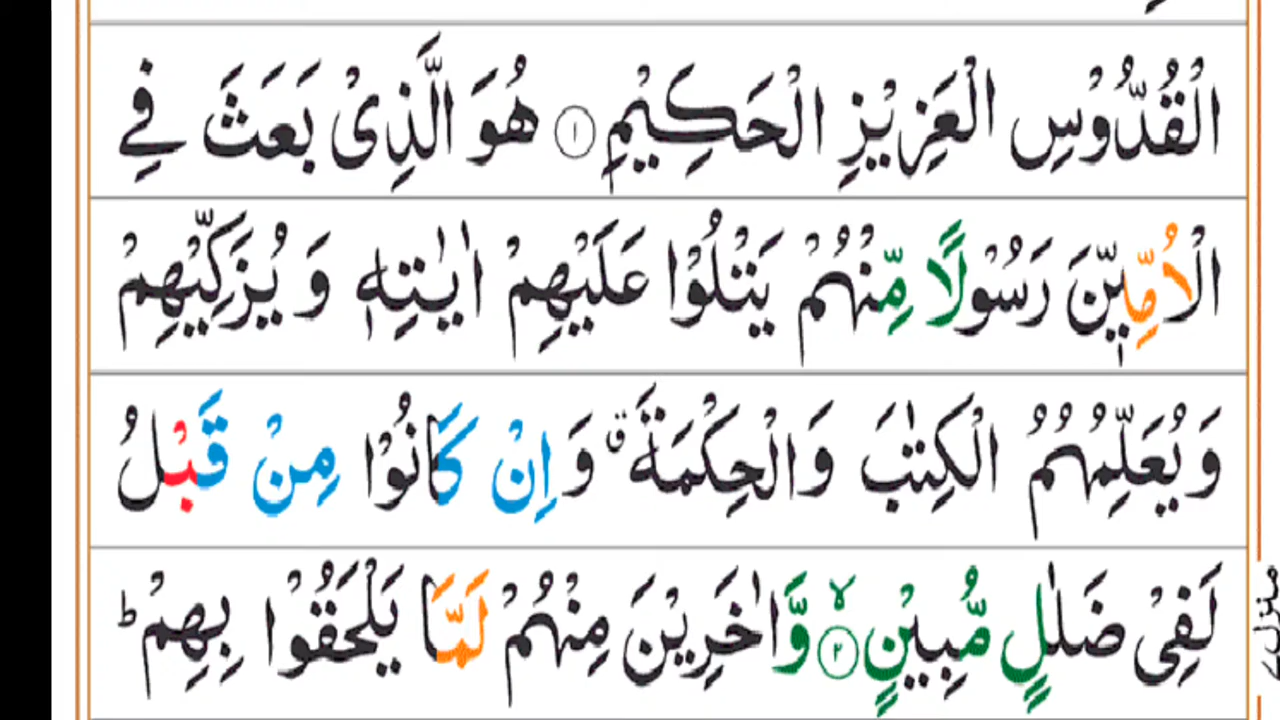 الْقُدُّوْسِ الْعَزِيْزِ الْحَكِيْمِ ۝١ هُوَ الَّذِىْ بَعَثَ فِے
الْاُمِّيّٖنَ رَسُوْلًا مِّنْهُمْ يَتْلُوْا عَلَيْهِمْ اٰيٰتِهٖ وَيُزَكِّيْهِمْ
وَيُعَلِّمُهُمُ الْكِتٰبَ وَالْحِكْمَةَ ۗ وَاِنْ كَانُوْا مِنْ قَبْلُ
لَفِىْ ضَلٰلٍ مُّبِيْنٍ ۝٢ۙ وَّاٰخَرِيْنَ مِنْهُمْ لَمَّا يَلْحَقُوْا بِهِمْ ؕ